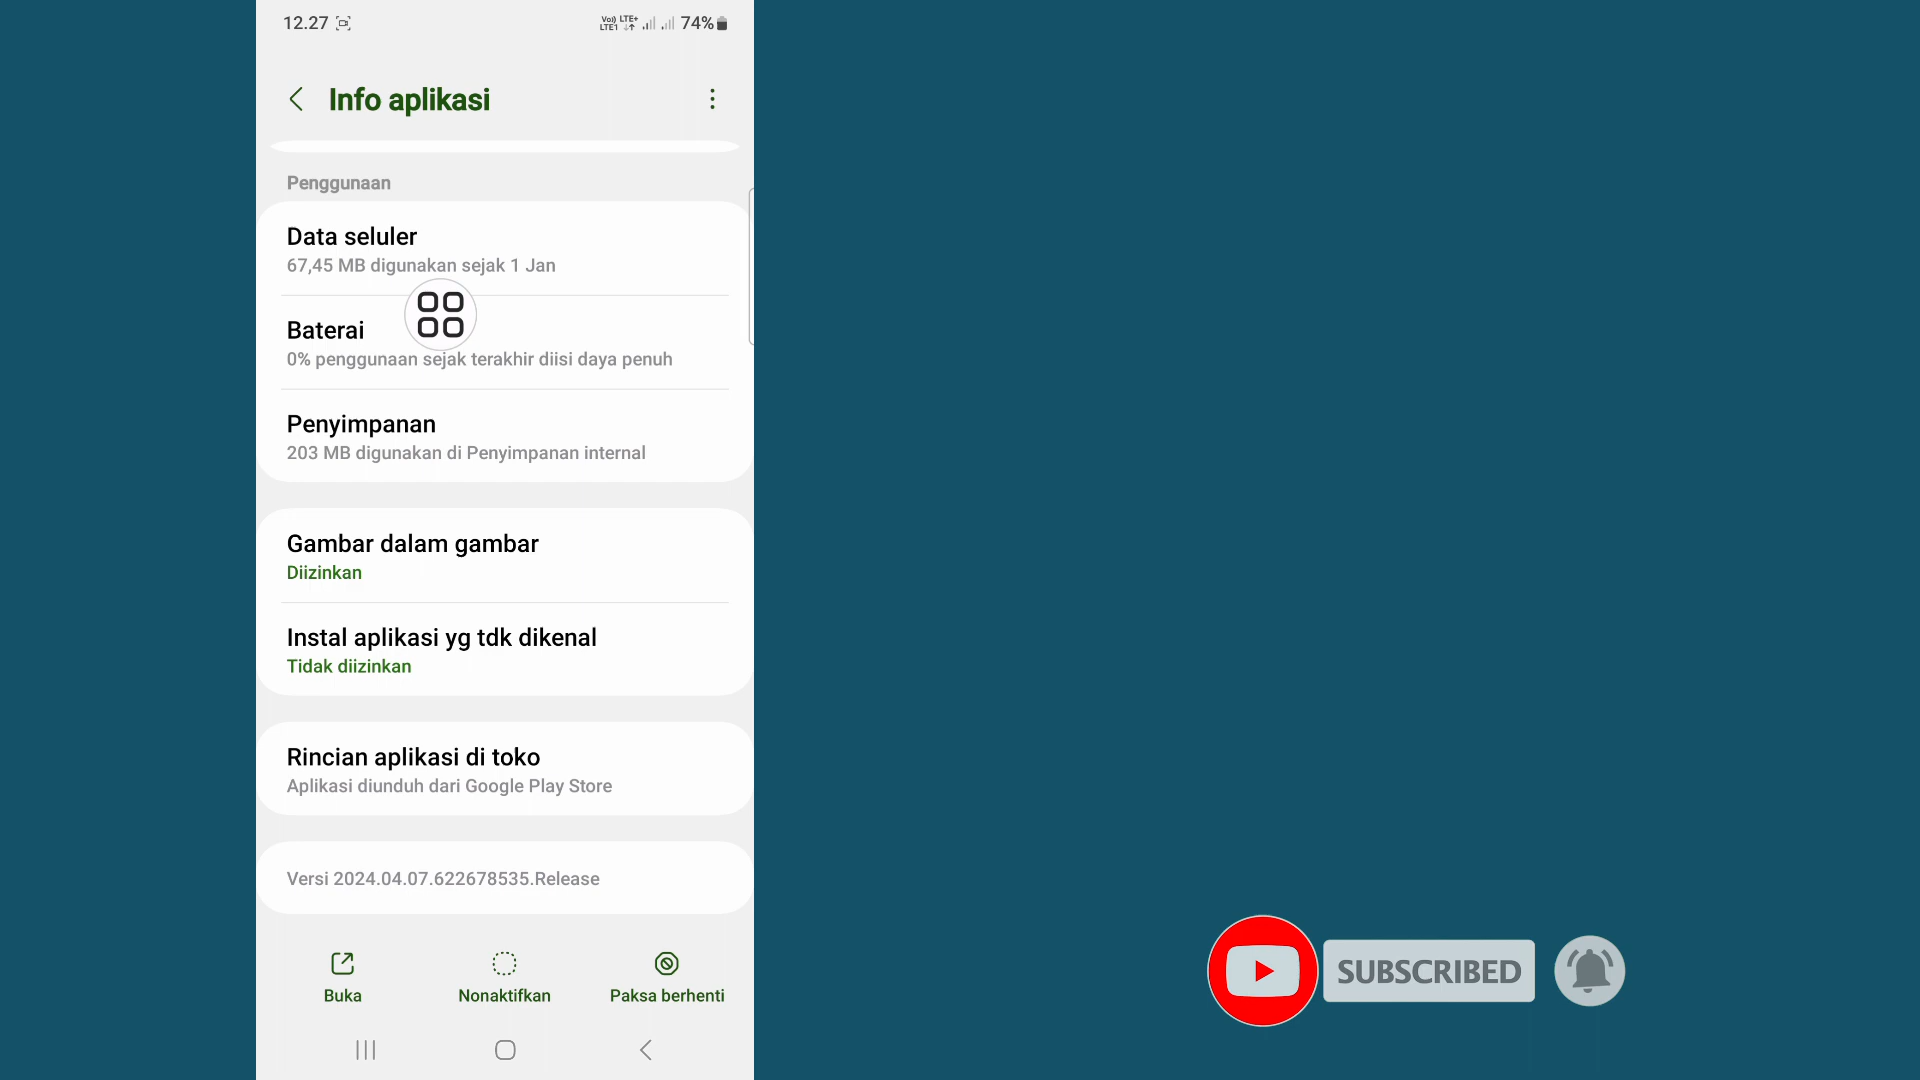 12.27
Vo)) LTE+
LTE1
74%
Info aplikasi
Penggunaan
Data seluler
67,45 MB digunakan sejak 1 Jan
Baterai
0% penggunaan sejak terakhir diisi daya penuh
Penyimpanan
203 MB digunakan di Penyimpanan internal
Gambar dalam gambar
Diizinkan
Instal aplikasi yg tdk dikenal
Tidak diizinkan
Rincian aplikasi di toko
Aplikasi diunduh dari Google Play Store
Versi 2024.04.07.622678535.Release
Buka
Nonaktifkan
Paksa berhenti
SUBSCRIBED